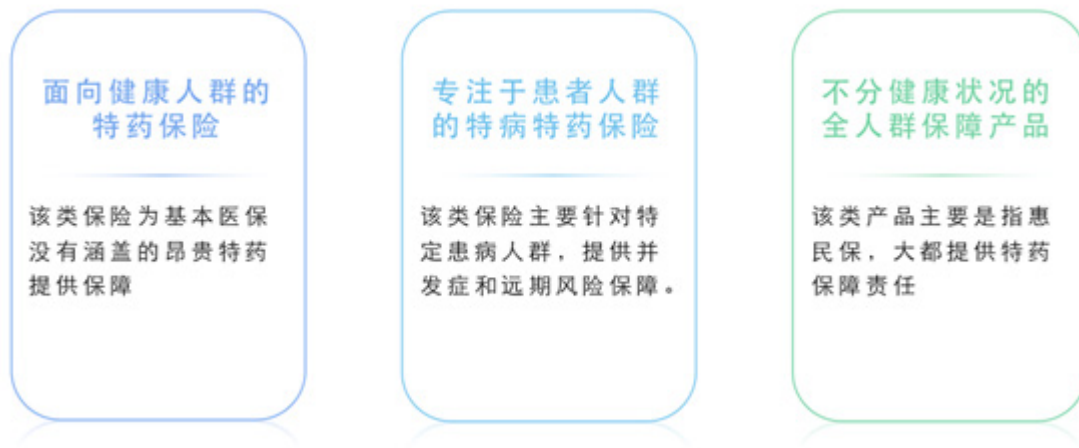 面向健康人群的
特药保险
该类保险为基本医保
没有涵盖的昂贵特药
提供保障
专注于患者人群
的特病特药保险
该类保险主要针对特
定患病人群，提供并
发症和远期风险保障。
不分健康状况的
全人群保障产品
该类产品主要是指惠
民保，大都提供特药
保障责任